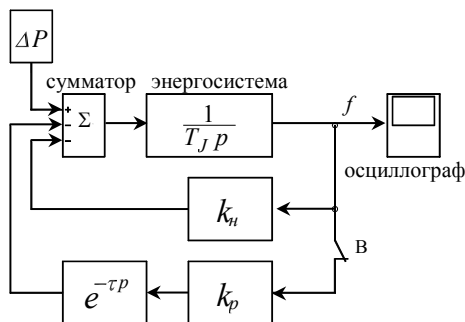 ΔP
сумматор энергосистема
+
-
-
Σ
1
T_J p
f
осциллограф
k_н
В
e^{-τp}
k_р